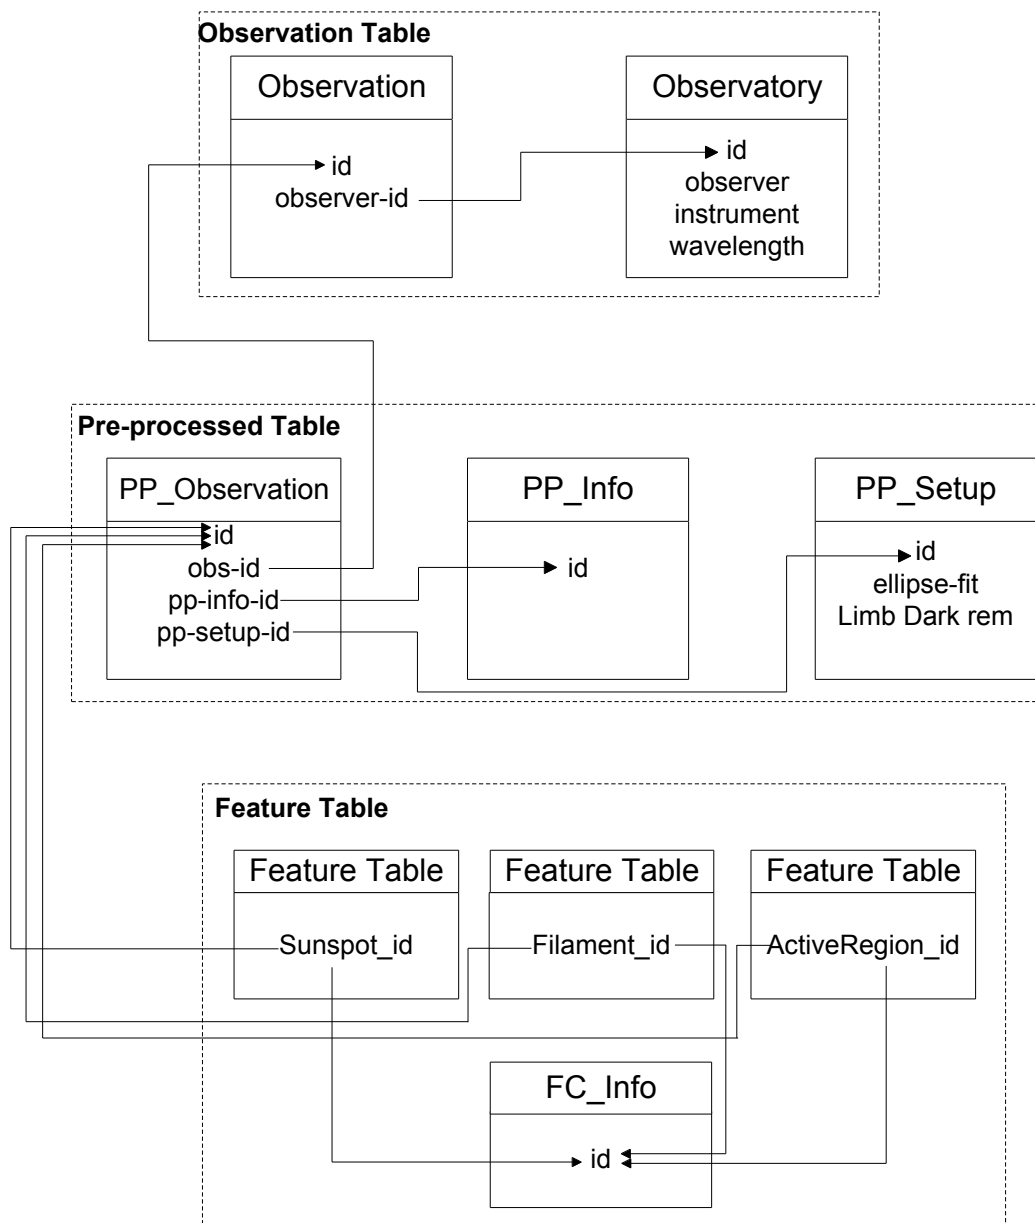 Observation Table
Observation
id
observer-id
Observatory
id
observer
instrument
wavelength
Pre-processed Table
PP_Observation
id
obs-id
pp-info-id
pp-setup-id
PP_Info
id
PP_Setup
id
ellipse-fit
Limb Dark rem
Feature Table
Feature Table
Sunspot_id
Feature Table
Filament_id
Feature Table
ActiveRegion_id
FC_Info
id